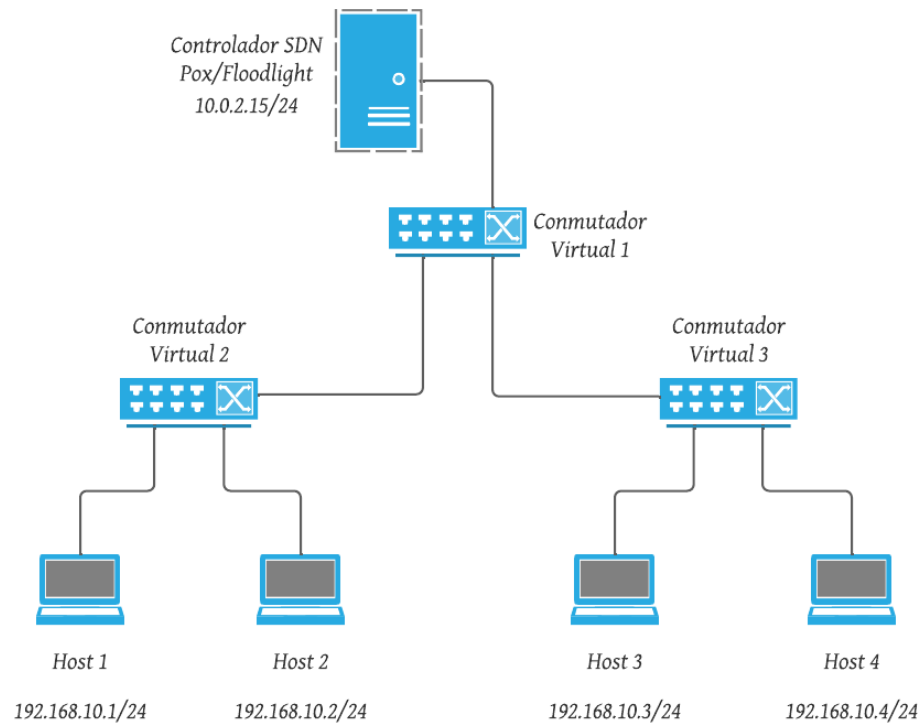 Controlador SDN
Pox/Floodlight
10.0.2.15/24
Conmutador
Virtual 1
Conmutador
Virtual 2
Conmutador
Virtual 3
Host 1
Host 2
Host 3
Host 4
192.168.10.1/24
192.168.10.2/24
192.168.10.3/24
192.168.10.4/24